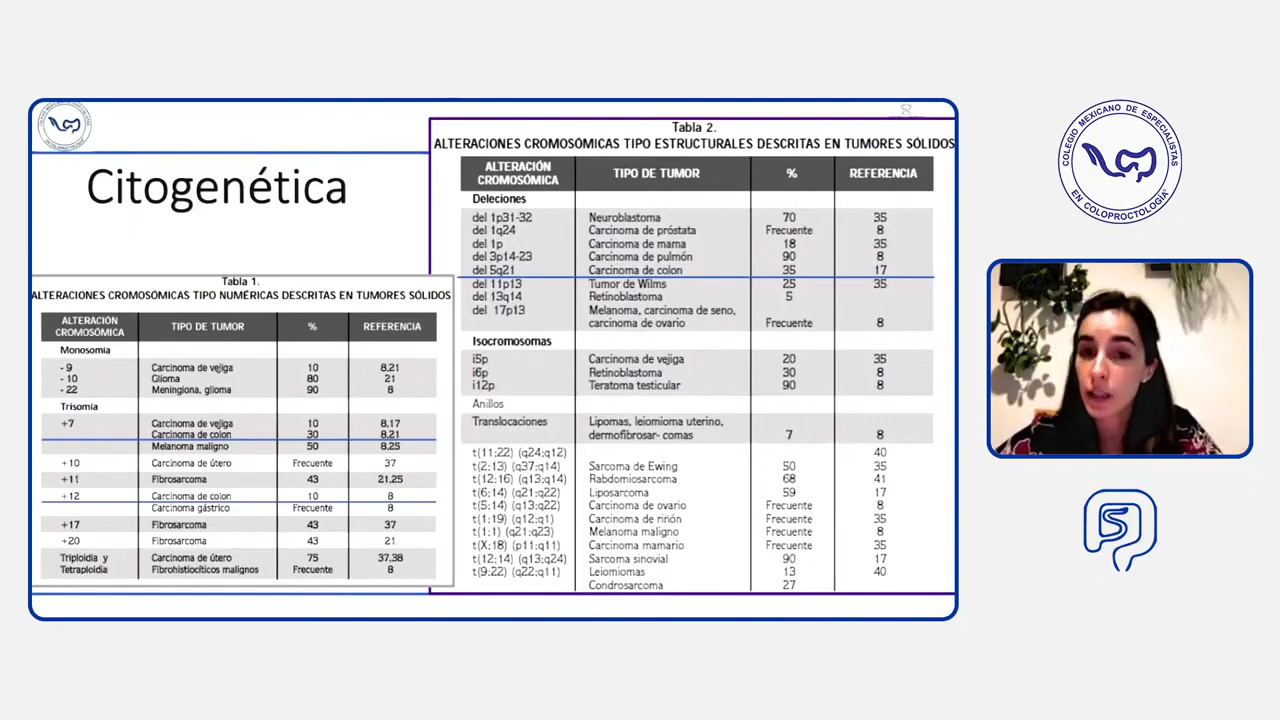 Citogenética
Tabla 1.
ALTERACIONES CROMOSÓMICAS TIPO NUMÉRICAS DESCRITAS EN TUMORES SÓLIDOS
ALTERACIÓN CROMOSÓMICA TIPO DE TUMOR % REFERENCIA
Monosomia
- 9 Carcinoma de vejiga 10 8,21
- 10 Glioma 80 21
- 22 Meningiona, glioma 90 8
Trisomia
+7 Carcinoma de vejiga 10 8,17
Carcinoma de colon 30 8,21
Melanoma maligno 50 8,25
+10 Carcinoma de útero Frecuente 37
+11 Fibrosarcoma 43 21,25
+12 Carcinoma de colon 10 8
Carcinoma gástrico Frecuente 8
+17 Fibrosarcoma 43 37
+20 Fibrosarcoma 43 21
Triploidia y Carcinoma de útero 75 37,38
Tetraploidia Fibrohistiocíticos malignos Frecuente 8
Tabla 2.
ALTERACIONES CROMOSÓMICAS TIPO ESTRUCTURALES DESCRITAS EN TUMORES SÓLIDOS
ALTERACIÓN CROMOSÓMICA TIPO DE TUMOR % REFERENCIA
Deleciones
del 1p31-32 Neuroblastoma 70 35
del 1q24 Carcinoma de próstata Frecuente 8
del 1p Carcinoma de mama 18 35
del 3p14-23 Carcinoma de pulmón 90 8
del 5q21 Carcinoma de colon 35 17
del 11p13 Tumor de Wilms 25 35
del 13q14 Retinoblastoma 5
del 17p13 Melanoma, carcinoma de seno,
carcinoma de ovario Frecuente 8
Isocromosomas
i5p Carcinoma de vejiga 20 35
i6p Retinoblastoma 30 8
i12p Teratoma testicular 90 8
Anillos
Translocaciones Lipomas, leiomioma uterino,
dermofibrosar- comas 7 8
t(11;22) (q24;q12) 40
t(2;13) (q37;q14) Sarcoma de Ewing 50 35
t(12;16) (q13;q14) Rabdomiosarcoma 68 41
t(6;14) (q21;q22) Liposarcoma 59 17
t(5;14) (q13;q22) Carcinoma de ovario Frecuente 8
t(1;19) (q12;q1) Carcinoma de riñón Frecuente 35
t(1;1) (q21;q23) Melanoma maligno Frecuente 8
t(X;18) (p11;q11) Carcinoma mamario Frecuente 35
t(12;14) (q13;q24) Sarcoma sinovial 90 17
t(9;22) (q22;q11) Leiomiomas 13 40
Condrosarcoma 27
COLEGIO MEXICANO DE ESPECIALISTAS
EN COLOPROCTOLOGIA